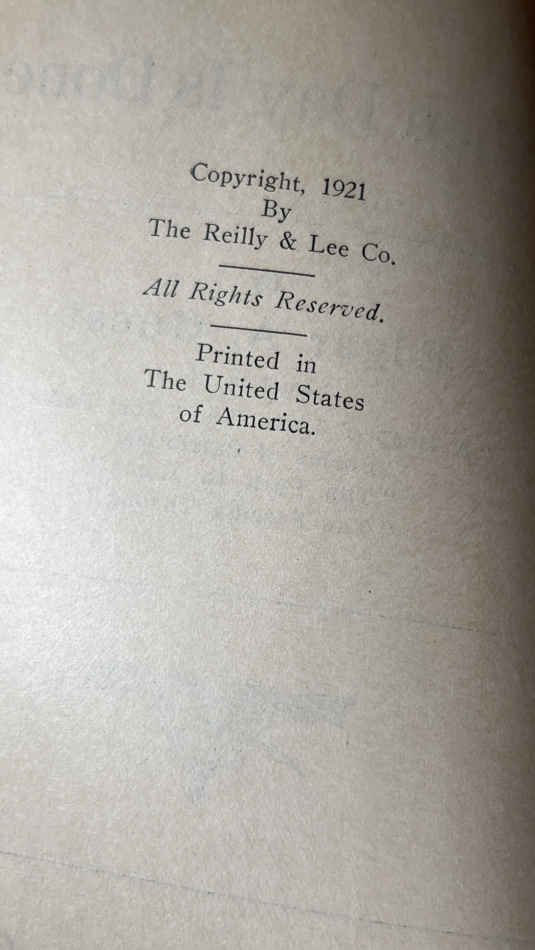 Copyright, 1921
By
The Reilly & Lee Co.
All Rights Reserved.
Printed in
The United States
of America.